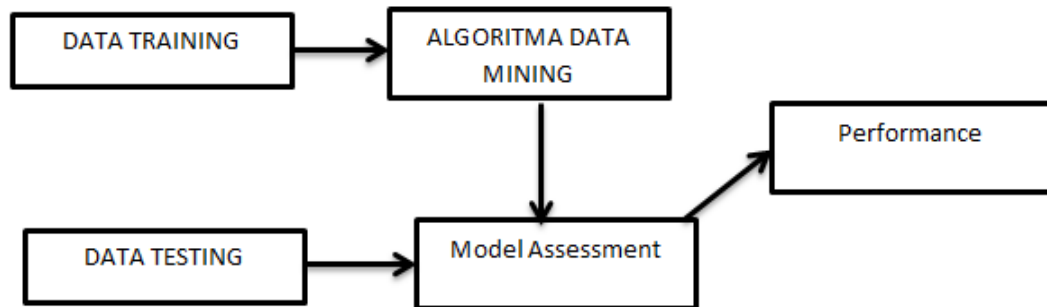 DATA TRAINING
ALGORITMA DATA
MINING
Performance
DATA TESTING
Model Assessment